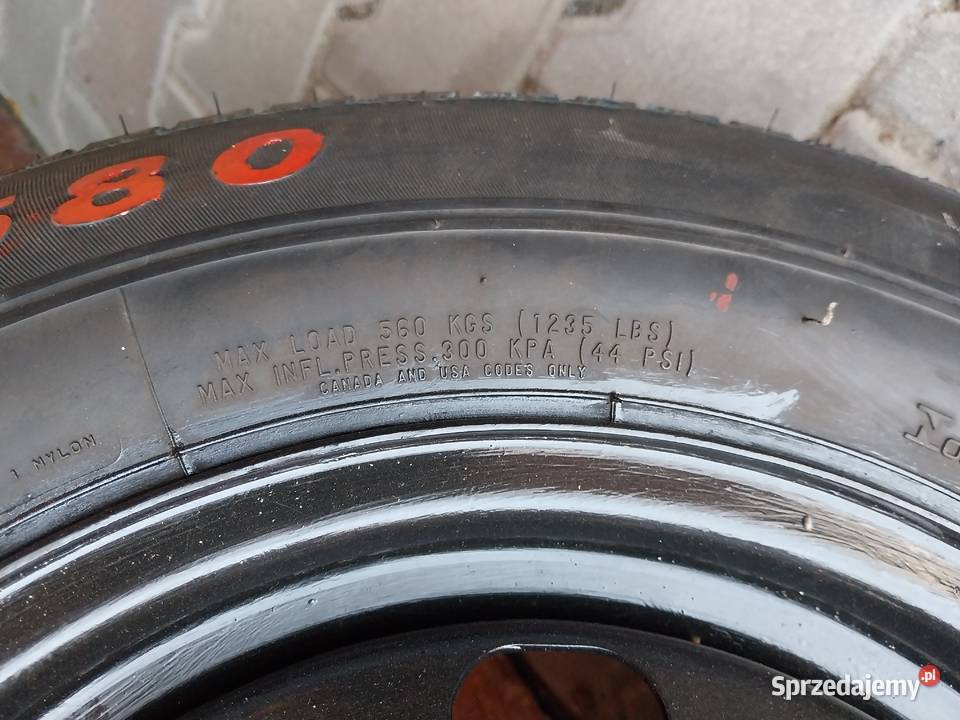 680
MAX LOAD 560 KGS (1235 LBS)
MAX INFL.PRESS.300 KPA (44 PSI)
CANADA AND USA CODES ONLY
1 NYLON
Sprzedajemy.pl